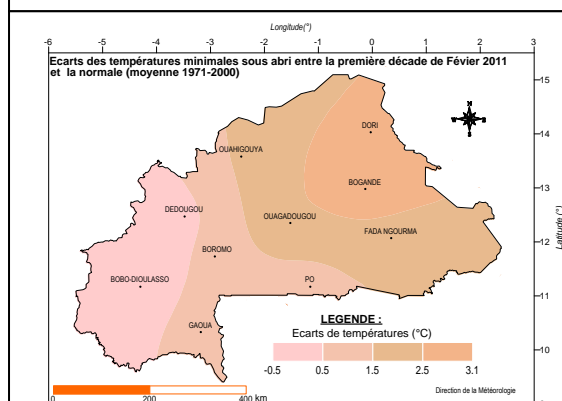 Longitude(°)
-6 -5 -4 -3 -2 -1 0 1 2 3
Ecarts des températures minimales sous abri entre la première décade de Févier 2011
et la normale (moyenne 1971-2000)
15
DORI
14
OUAHIGOUYA
BOGANDE
13
DEDOUGOU
OUAGADOUGOU
FADA NGOURMA
12
Latitude (°)
BOROMO
BOBO-DIOULASSO
PO
11
LEGENDE :
GAOUA
Ecarts de températures (°C)
10
-0.5 0.5 1.5 2.5 3.1
Direction de la Météorologie
0 200 400 km